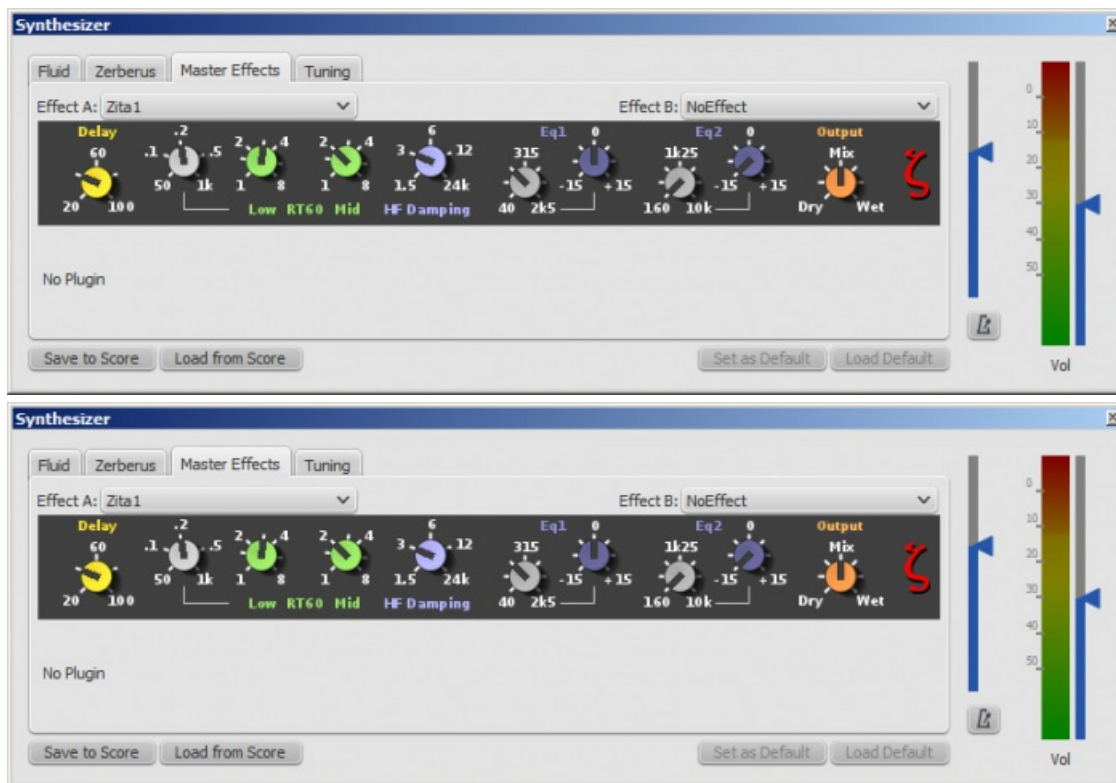 Synthesizer
Fluid Zerberus Master Effects Tuning
Effect A: Zita1 Effect B: NoEffect
Delay .2 6 Eq1 0 Eq2 0 Output
60 .1 .5 2 4 2 4 3 12 315 1k25 Mix
50 1k 1 8 1 8 1.5 24k -15 +15 -15 +15
20 100 Low RT60 Mid HF Damping 40 2k5 160 10k Dry Wet
ζ
No Plugin
0
10
20
30
40
50
Save to Score Load from Score Set as Default Load Default
Vol
Synthesizer
Fluid Zerberus Master Effects Tuning
Effect A: Zita1 Effect B: NoEffect
Delay .2 6 Eq1 0 Eq2 0 Output
60 .1 .5 2 4 2 4 3 12 315 1k25 Mix
50 1k 1 8 1 8 1.5 24k -15 +15 -15 +15
20 100 Low RT60 Mid HF Damping 40 2k5 160 10k Dry Wet
ζ
No Plugin
0
10
20
30
40
50
Save to Score Load from Score Set as Default Load Default
Vol